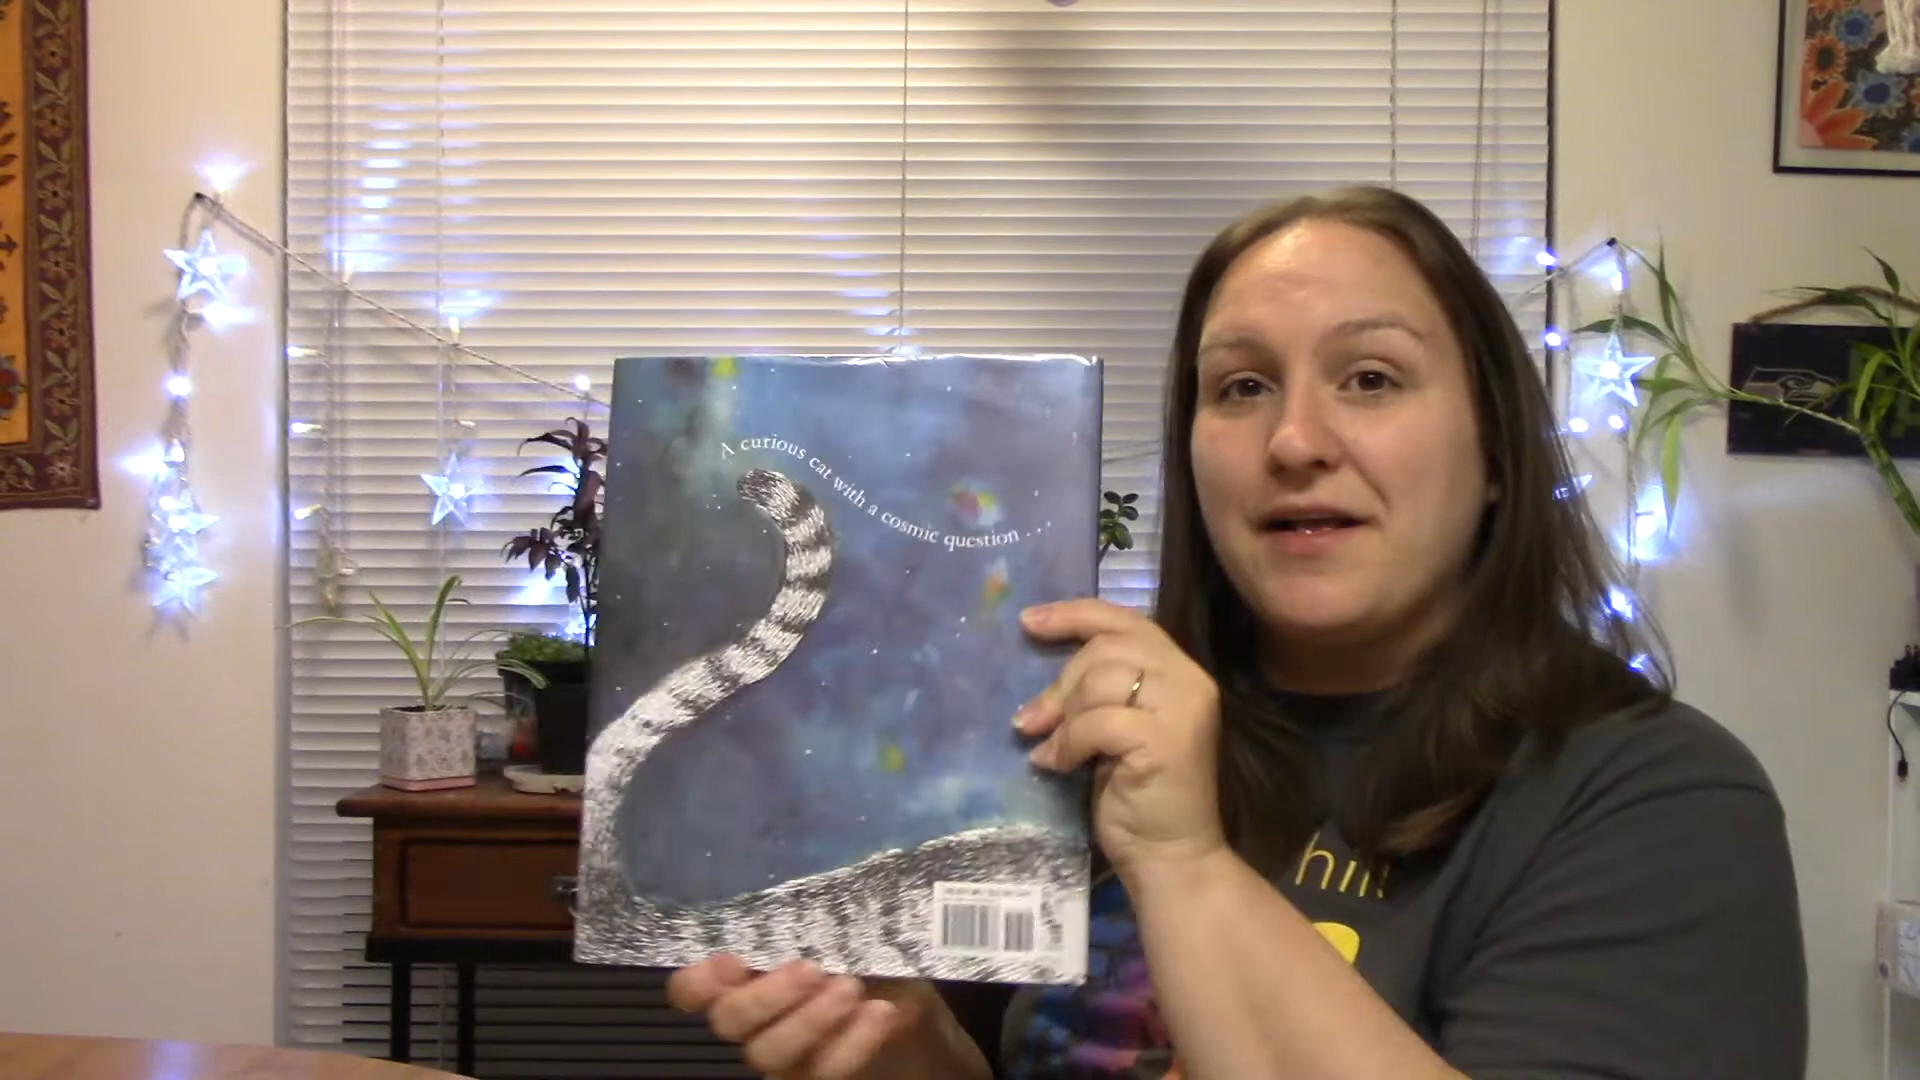 A curious cat with a cosmic question . . .